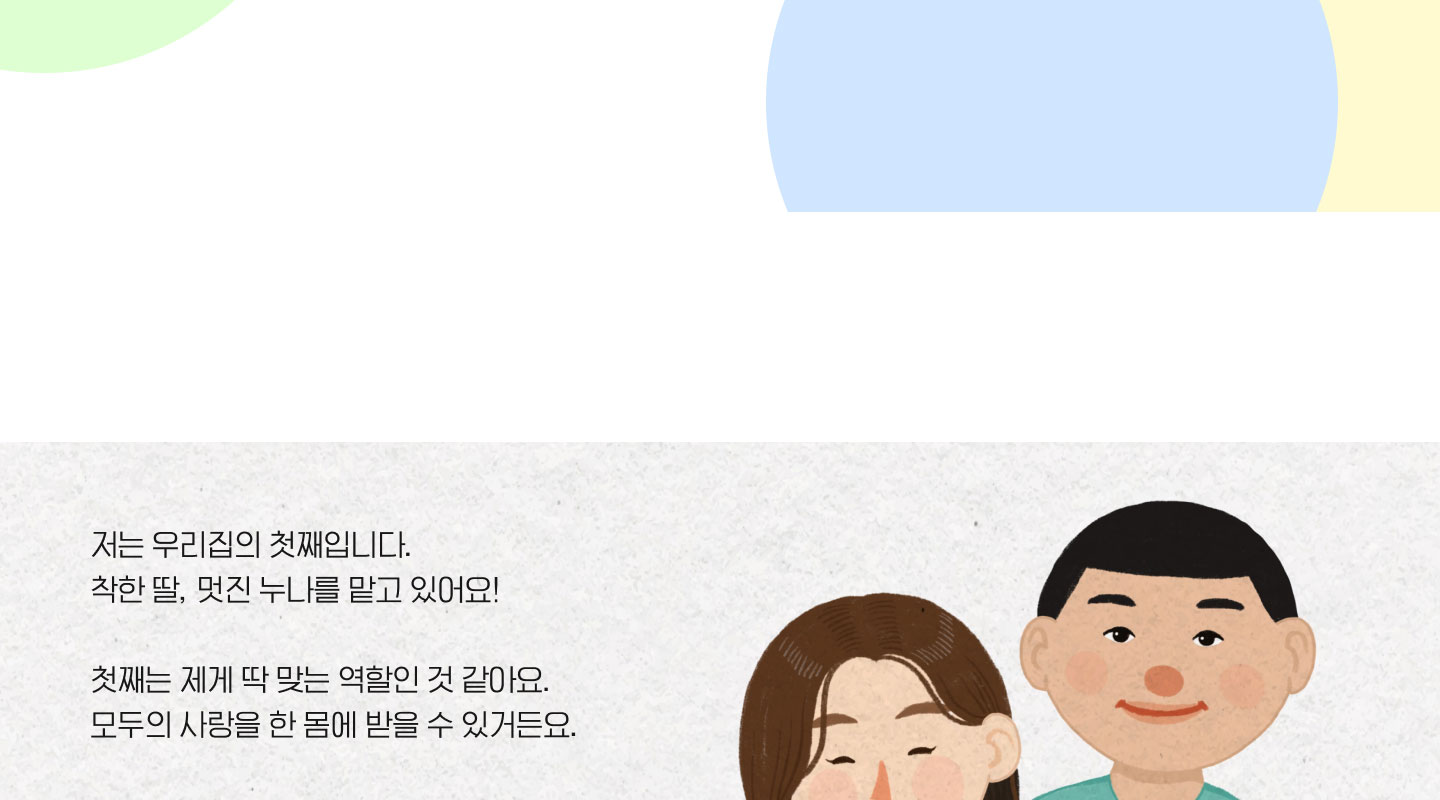 저는 우리집의 첫째입니다.
착한 딸, 멋진 누나를 맡고 있어요!
첫째는 제게 딱 맞는 역할인 것 같아요.
모두의 사랑을 한 몸에 받을 수 있거든요.